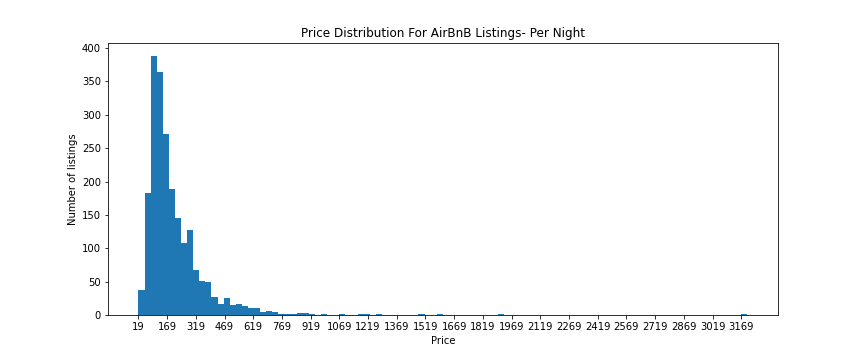 Price Distribution For AirBnB Listings- Per Night
400
350
300
250
200
150
100
50
0
Number of listings
19 169 319 469 619 769 919 1069 1219 1369 1519 1669 1819 1969 2119 2269 2419 2569 2719 2869 3019 3169
Price